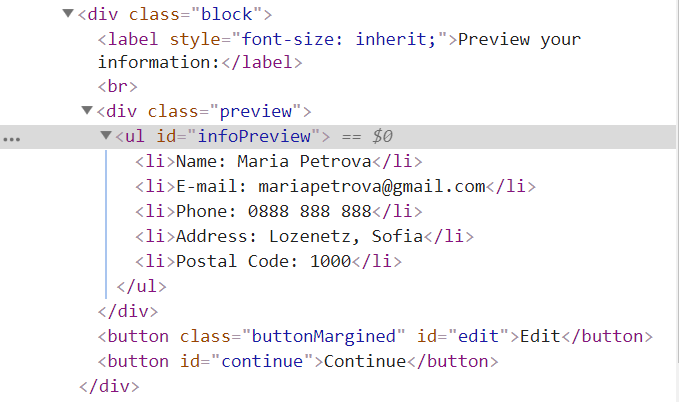 ▼<div class="block">
<label style="font-size: inherit;">Preview your
information:</label>
<br>
▼<div class="preview">
… ▼<ul id="infoPreview"> == $0
<li>Name: Maria Petrova</li>
<li>E-mail: mariapetrova@gmail.com</li>
<li>Phone: 0888 888 888</li>
<li>Address: Lozenetz, Sofia</li>
<li>Postal Code: 1000</li>
</ul>
</div>
<button class="buttonMargined" id="edit">Edit</button>
<button id="continue">Continue</button>
</div>